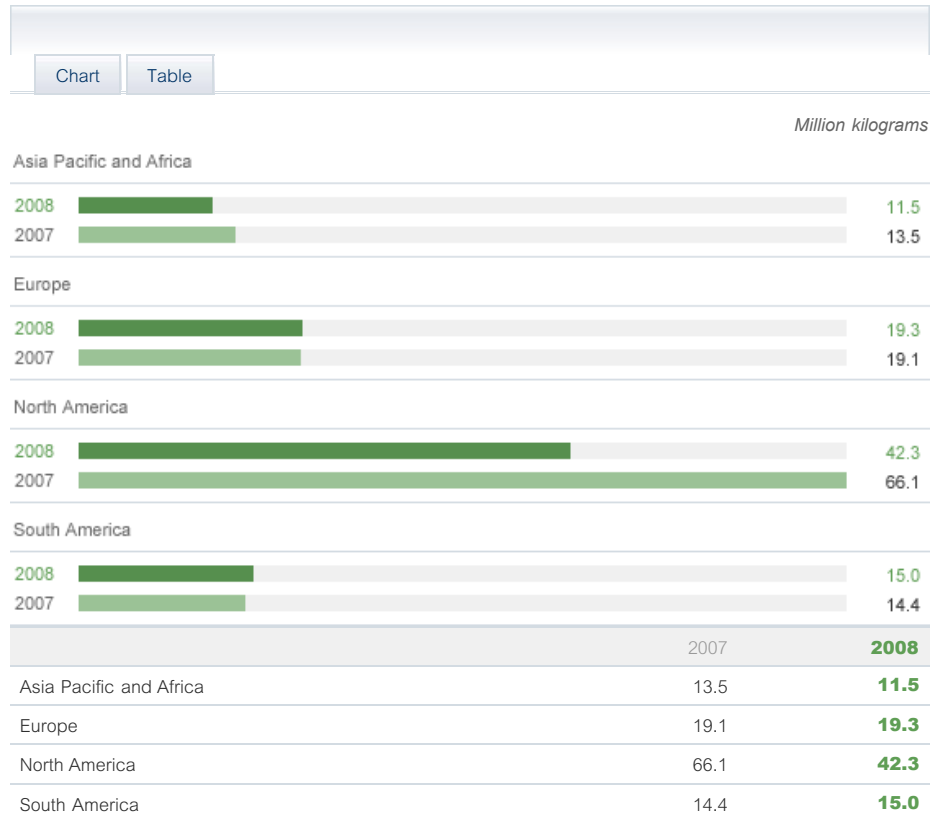 Chart Table
Million kilograms
Asia Pacific and Africa
2008 11.5
2007 13.5
Europe
2008 19.3
2007 19.1
North America
2008 42.3
2007 66.1
South America
2008 15.0
2007 14.4
2007 2008
Asia Pacific and Africa 13.5 11.5
Europe 19.1 19.3
North America 66.1 42.3
South America 14.4 15.0